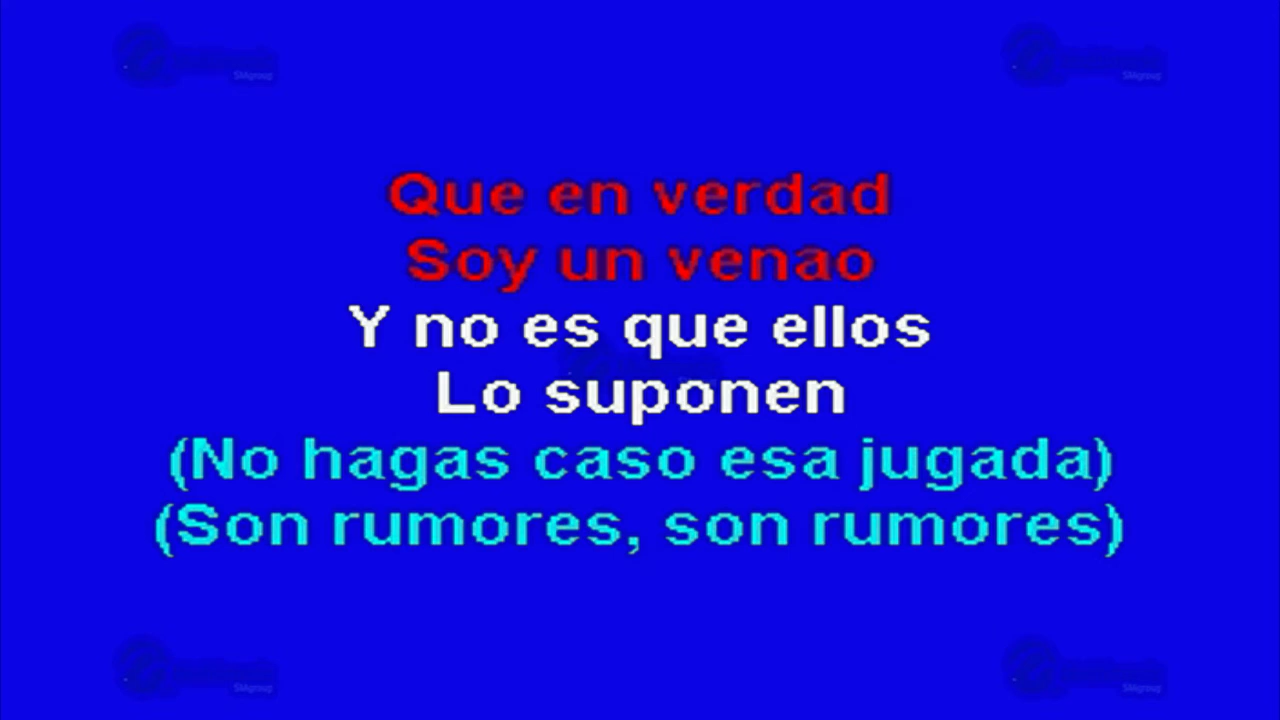 Que en verdad
Soy un venao
Y no es que ellos
Lo suponen
(No hagas caso esa jugada)
(Son rumores, son rumores)